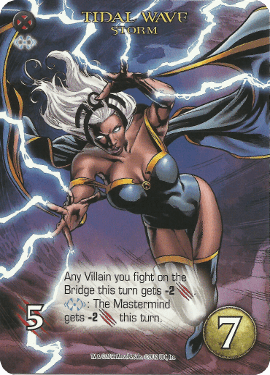 TIDAL WAVE
STORM
Any Villain you fight on the
Bridge this turn gets -2
: The Mastermind
gets -2 this turn.
5
7